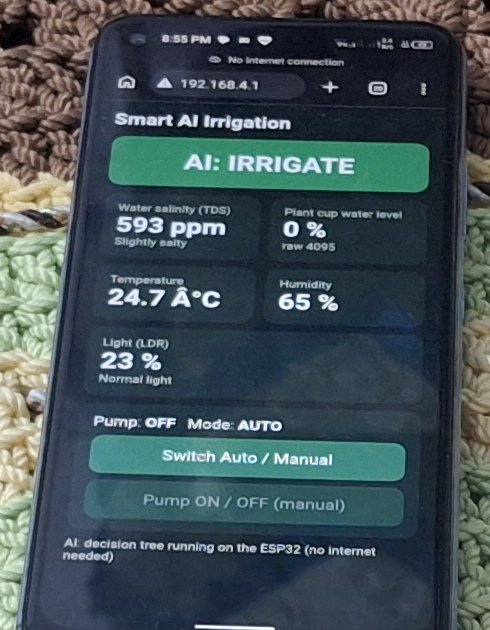 8:55 PM
No internet connection
192.168.4.1
Smart AI Irrigation
AI: IRRIGATE
Water salinity (TDS)
593 ppm
Slightly salty
Plant cup water level
0 %
raw 4095
Temperature
24.7 Â°C
Humidity
65 %
Light (LDR)
23 %
Normal light
Pump: OFF Mode: AUTO
Switch Auto / Manual
Pump ON / OFF (manual)
AI: decision tree running on the ESP32 (no internet
needed)